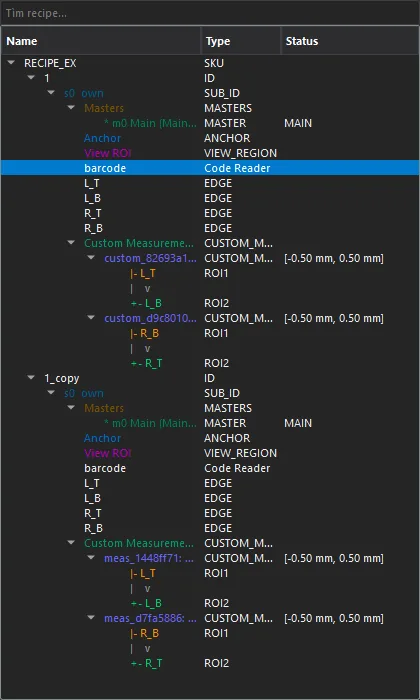 Tìm recipe...
Name Type Status
RECIPE_EX SKU
1 ID
s0 own SUB_ID
Masters MASTERS
* m0 Main (Main... MASTER MAIN
Anchor ANCHOR
View ROI VIEW_REGION
barcode Code Reader
L_T EDGE
L_B EDGE
R_T EDGE
R_B EDGE
Custom Measureme... CUSTOM_M...
custom_82693a1... CUSTOM_M... [-0.50 mm, 0.50 mm]
|- L_T ROI1
| v
+- L_B ROI2
custom_d9c8010... CUSTOM_M... [-0.50 mm, 0.50 mm]
|- R_B ROI1
| v
+- R_T ROI2
1_copy ID
s0 own SUB_ID
Masters MASTERS
* m0 Main (Main... MASTER MAIN
Anchor ANCHOR
View ROI VIEW_REGION
barcode Code Reader
L_T EDGE
L_B EDGE
R_T EDGE
R_B EDGE
Custom Measureme... CUSTOM_M...
meas_1448ff71: ... CUSTOM_M... [-0.50 mm, 0.50 mm]
|- L_T ROI1
| v
+- L_B ROI2
meas_d7fa5886: ... CUSTOM_M... [-0.50 mm, 0.50 mm]
|- R_B ROI1
| v
+- R_T ROI2